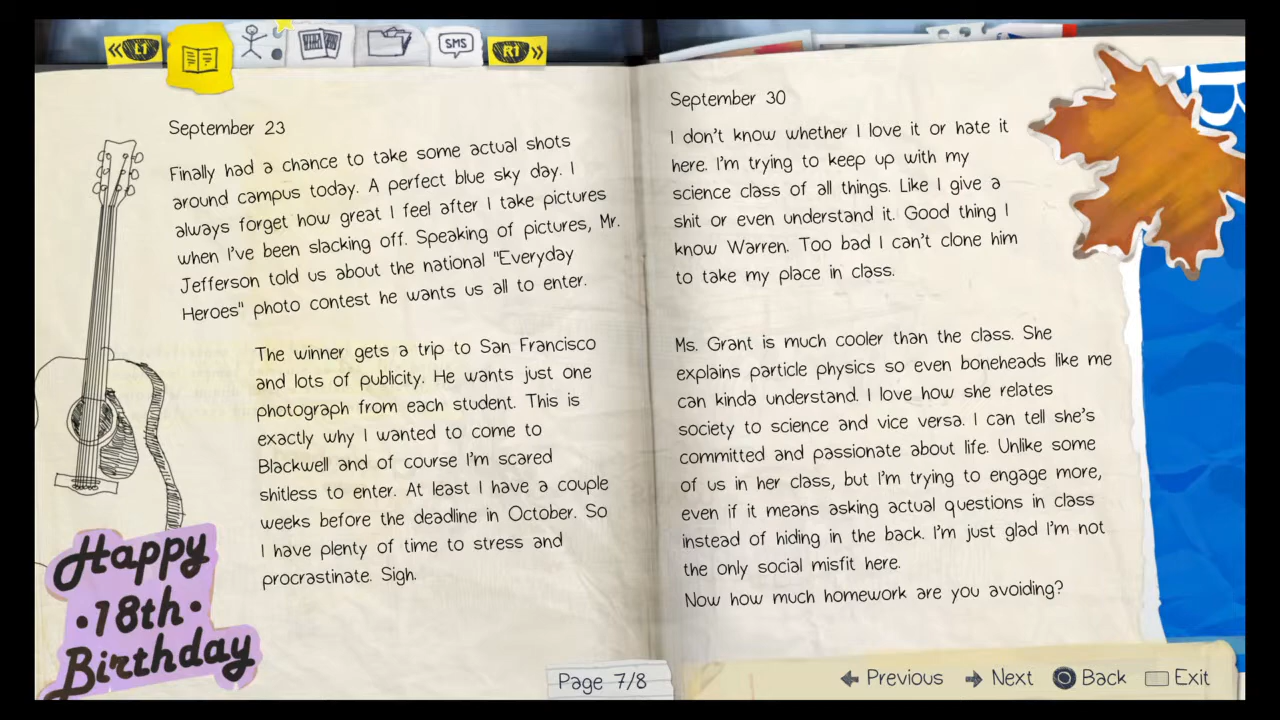 L1
SMS
R1
September 23
Finally had a chance to take some actual shots
around campus today. A perfect blue sky day. I
always forget how great I feel after I take pictures
when I've been slacking off. Speaking of pictures, Mr.
Jefferson told us about the national "Everyday
Heroes" photo contest he wants us all to enter.
The winner gets a trip to San Francisco
and lots of publicity. He wants just one
photograph from each student. This is
exactly why I wanted to come to
Blackwell and of course I'm scared
shitless to enter. At least I have a couple
weeks before the deadline in October. So
I have plenty of time to stress and
procrastinate. Sigh.
Happy
•18th•
Birthday
September 30
I don't know whether I love it or hate it
here. I'm trying to keep up with my
science class of all things. Like I give a
shit or even understand it. Good thing I
know Warren. Too bad I can't clone him
to take my place in class.
Ms. Grant is much cooler than the class. She
explains particle physics so even boneheads like me
can kinda understand. I love how she relates
society to science and vice versa. I can tell she's
committed and passionate about life. Unlike some
of us in her class, but I'm trying to engage more,
even if it means asking actual questions in class
instead of hiding in the back. I'm just glad I'm not
the only social misfit here.
Now how much homework are you avoiding?
Page 7/8
Previous Next Back Exit